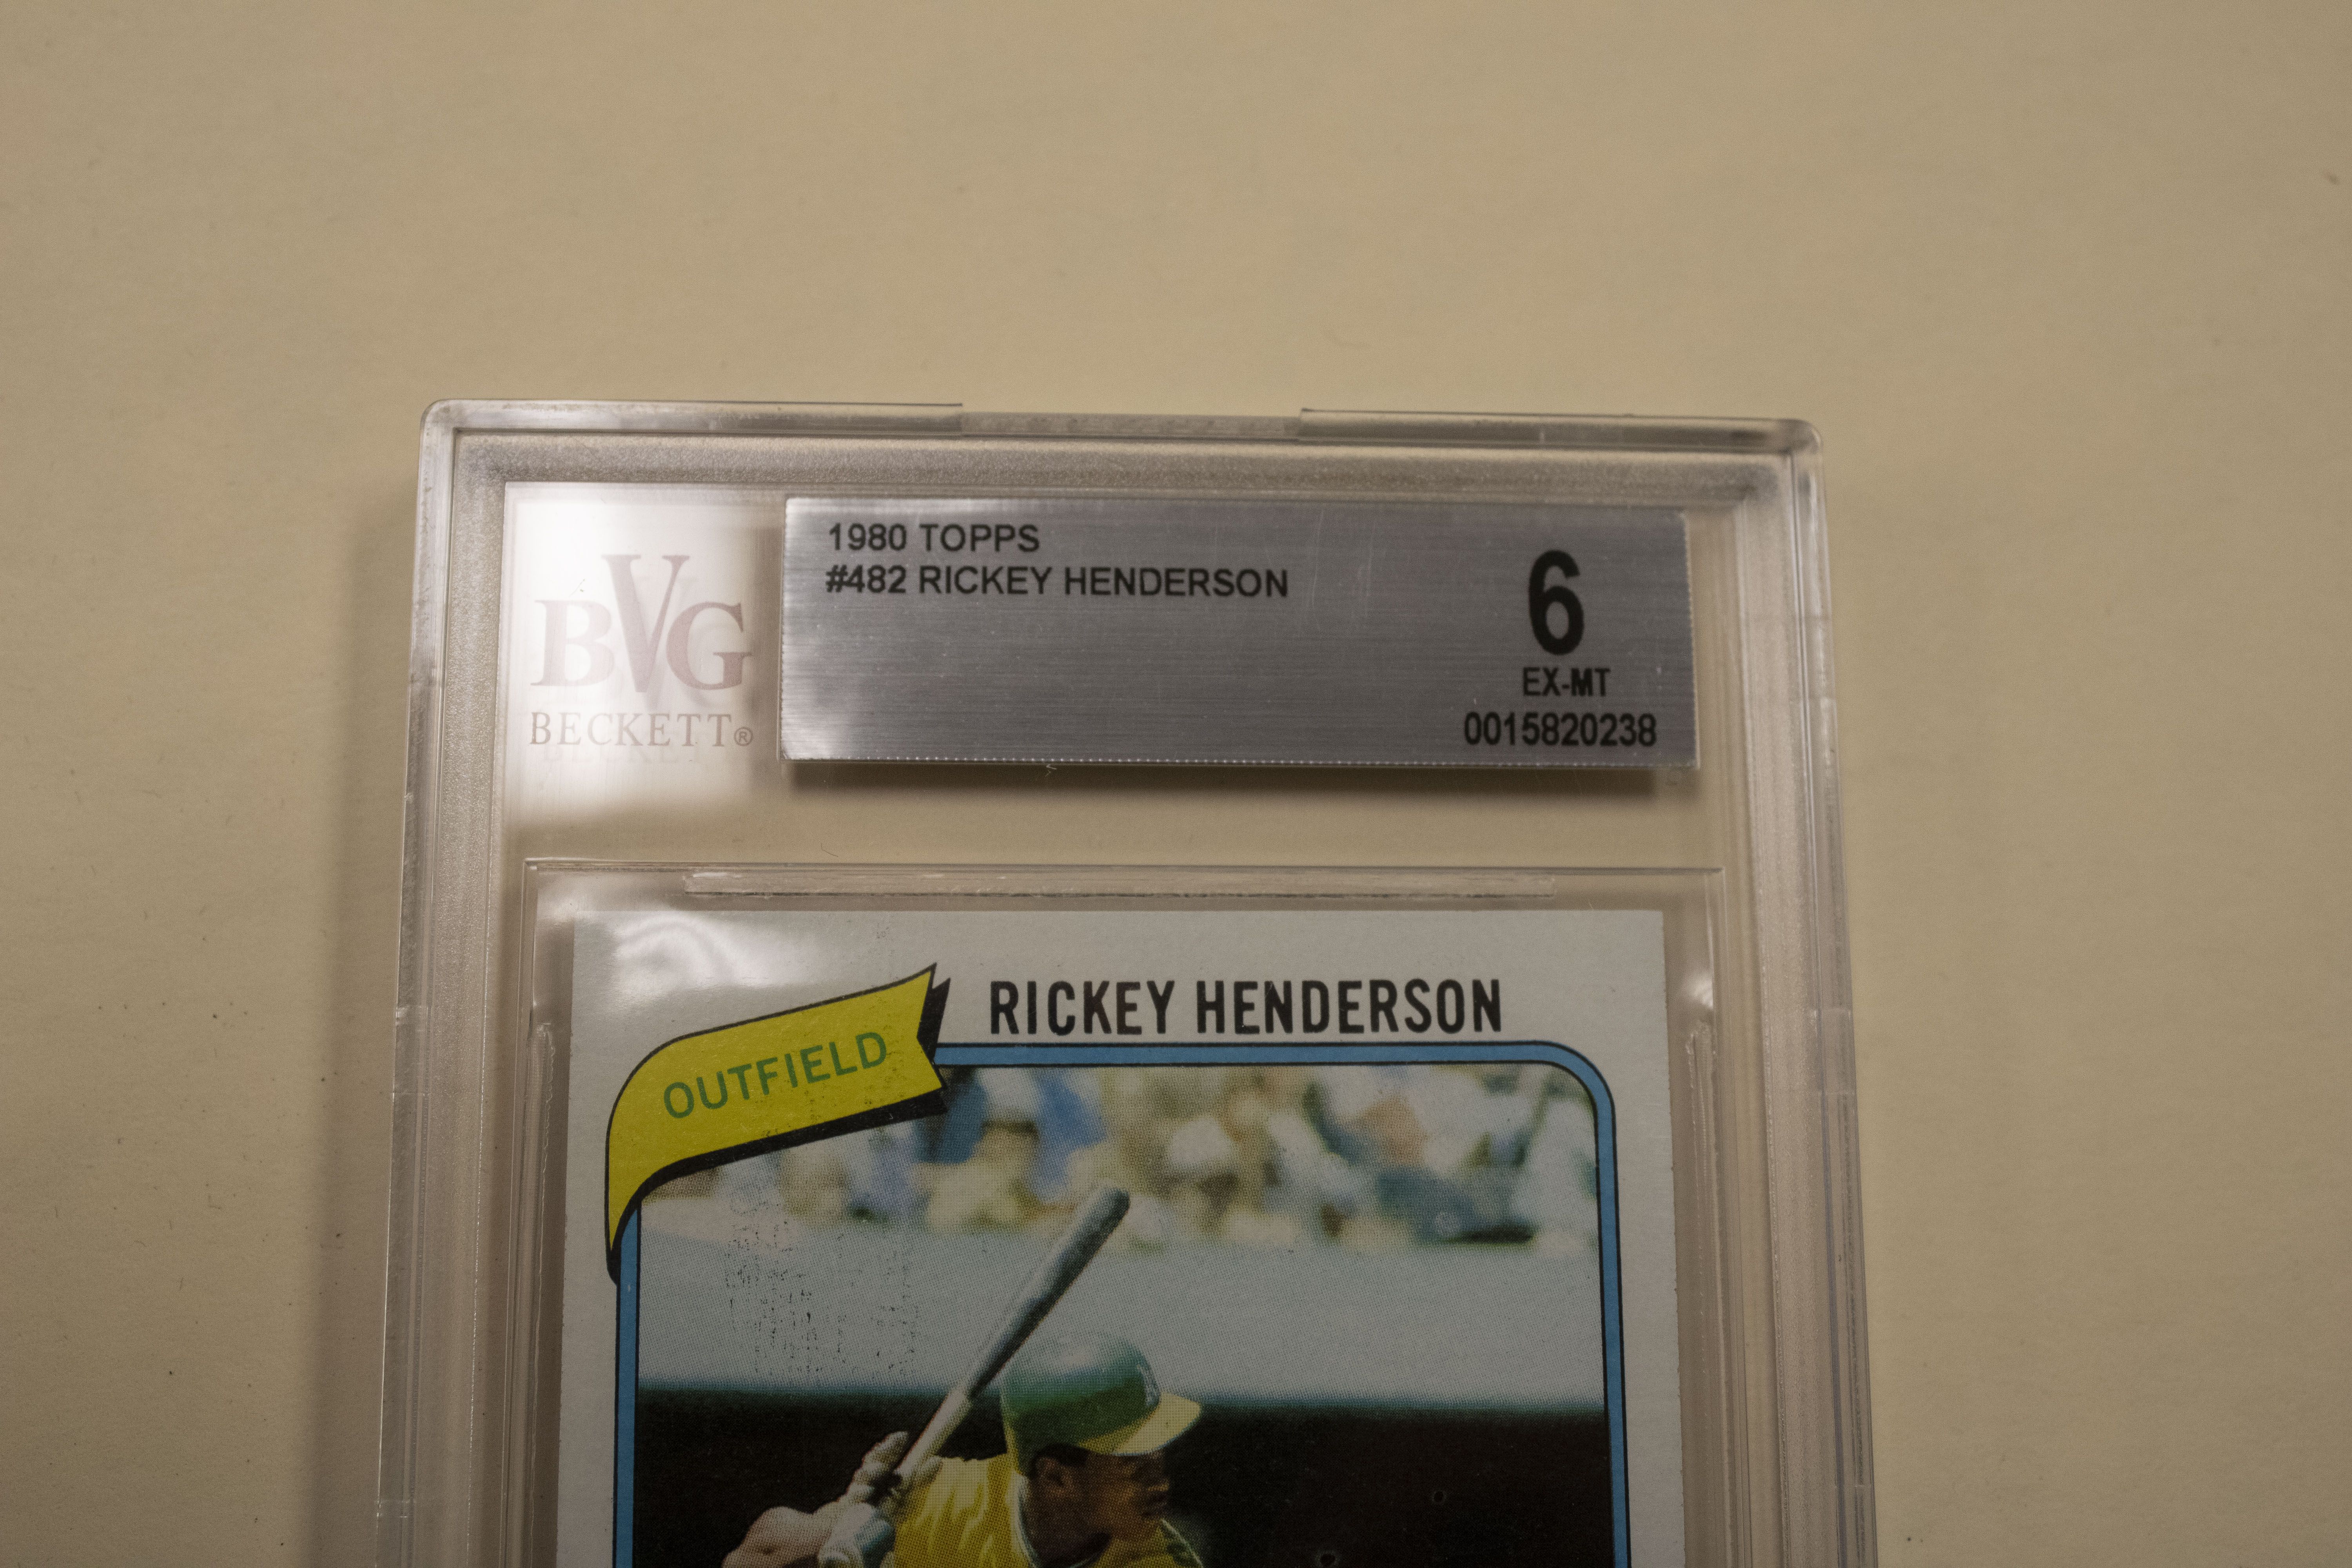 BVG
BECKETT®
1980 TOPPS
#482 RICKEY HENDERSON
6
EX-MT
0015820238
RICKEY HENDERSON
OUTFIELD